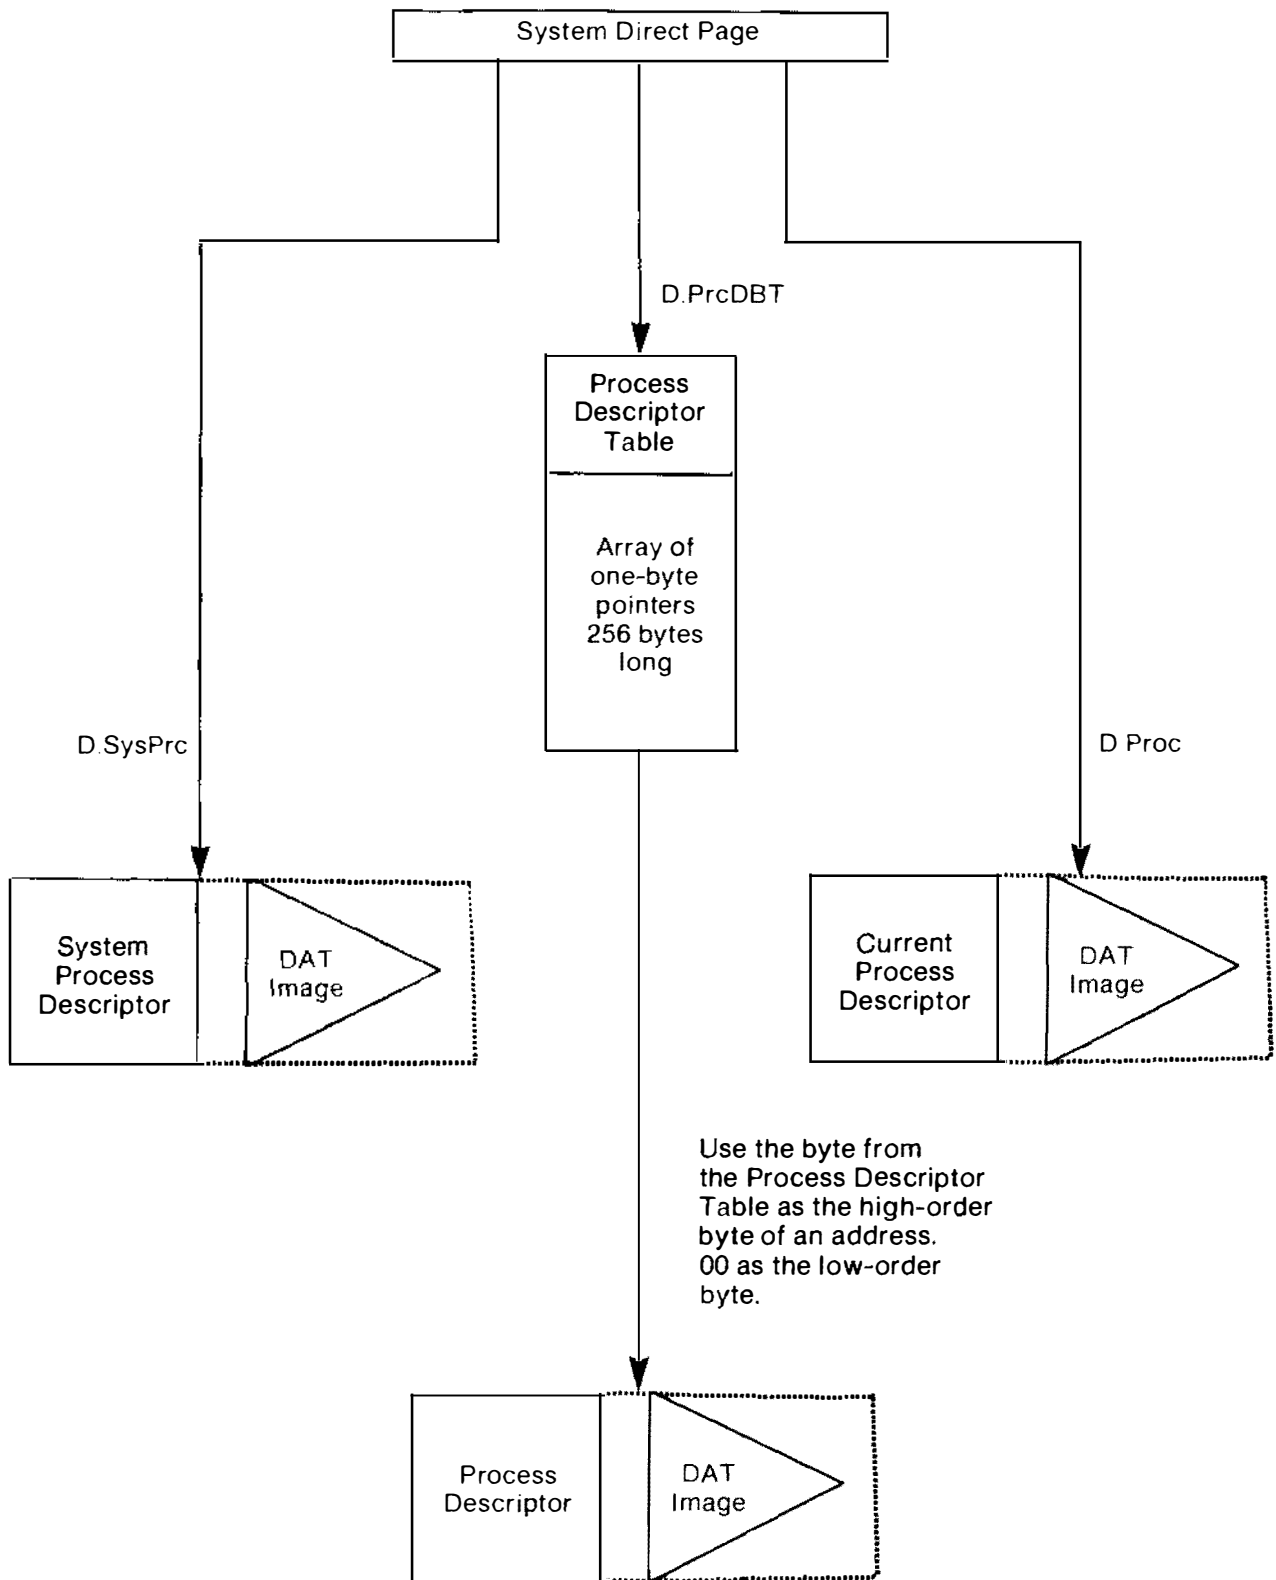 System Direct Page
D.PrcDBT
Process
Descriptor
Table
Array of
one-byte
pointers
256 bytes
long
D.SysPrc
D Proc
System
Process
Descriptor
DAT
Image
Current
Process
Descriptor
DAT
Image
Use the byte from
the Process Descriptor
Table as the high-order
byte of an address.
00 as the low-order
byte.
Process
Descriptor
DAT
Image